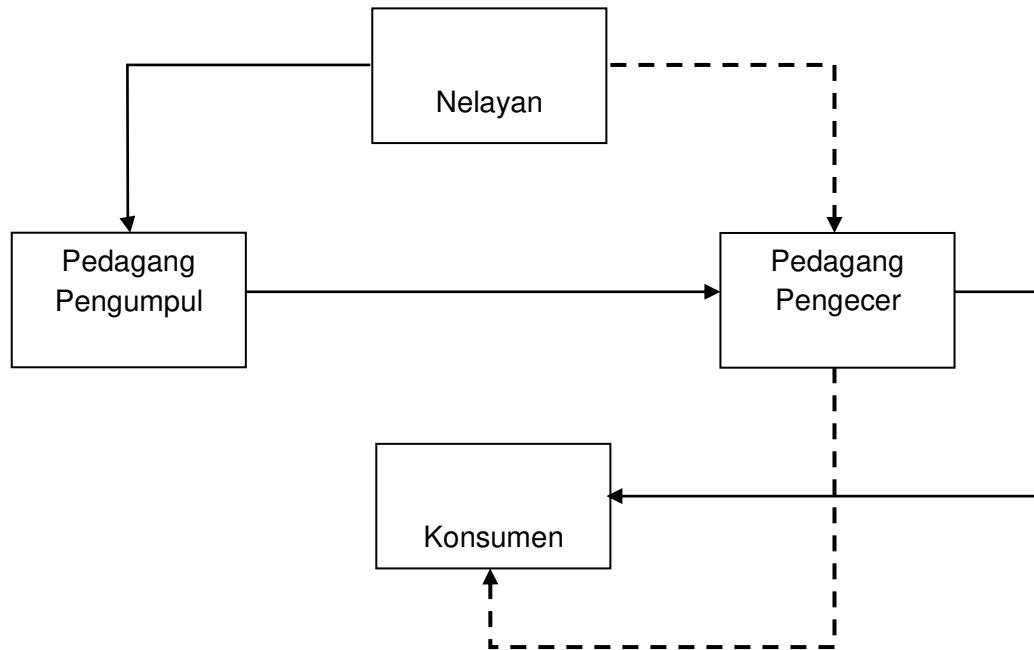 Nelayan
Pedagang
Pengumpul
Pedagang
Pengecer
Konsumen